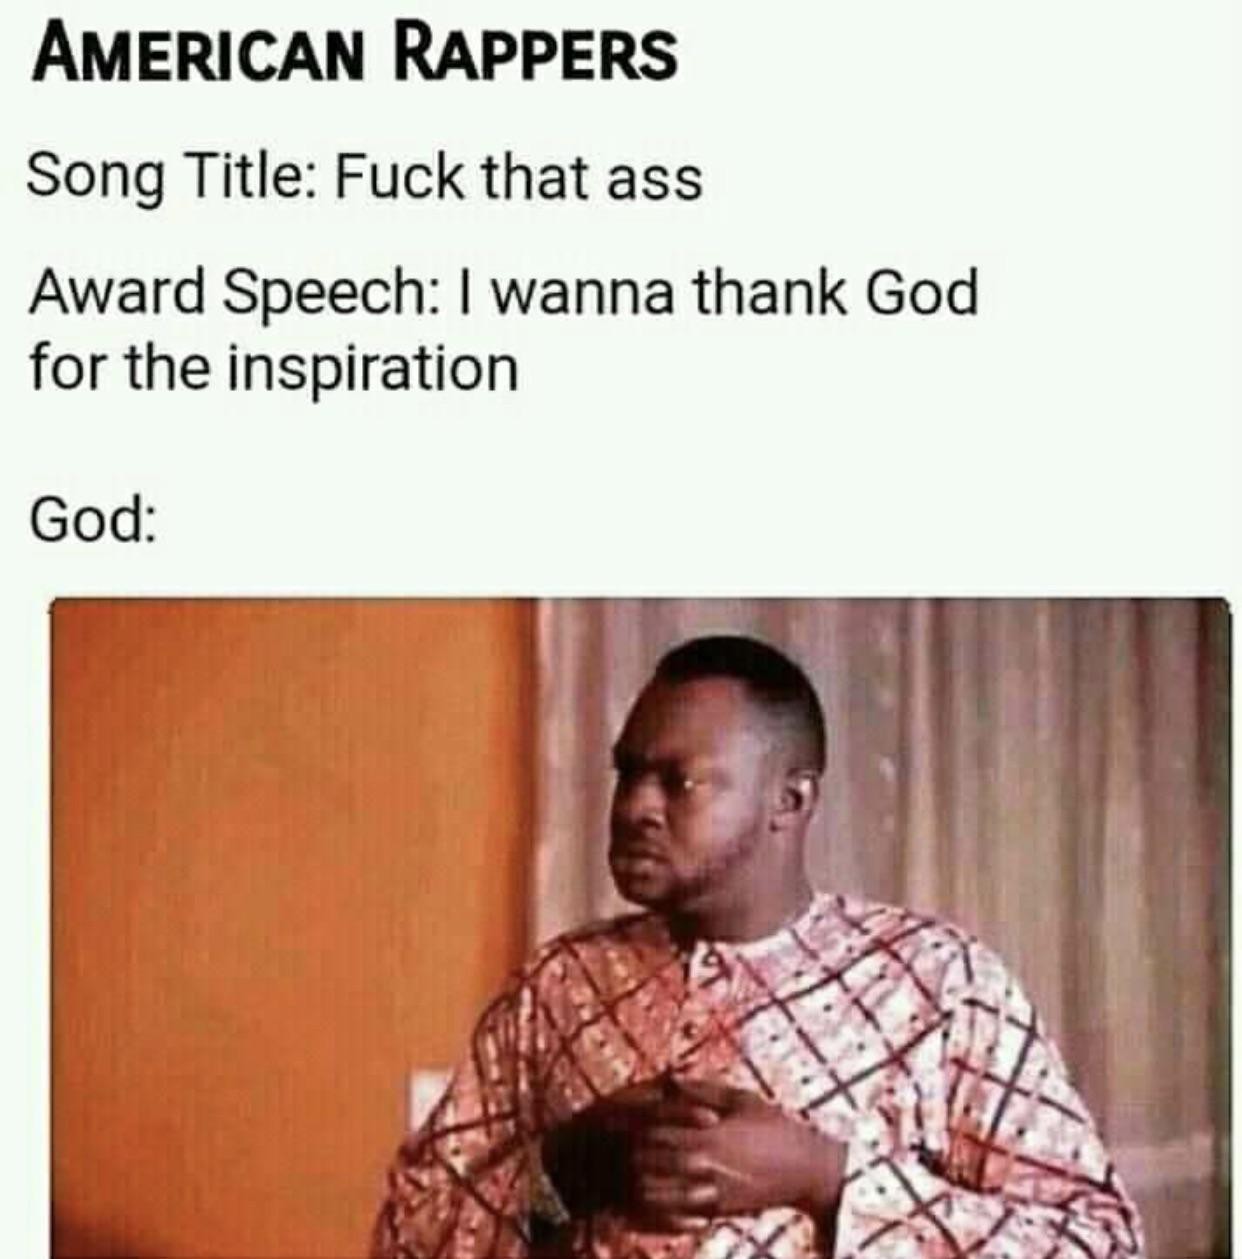 AMERICAN RAPPERS
Song Title: Fuck that ass
Award Speech: I wanna thank God
for the inspiration
God: